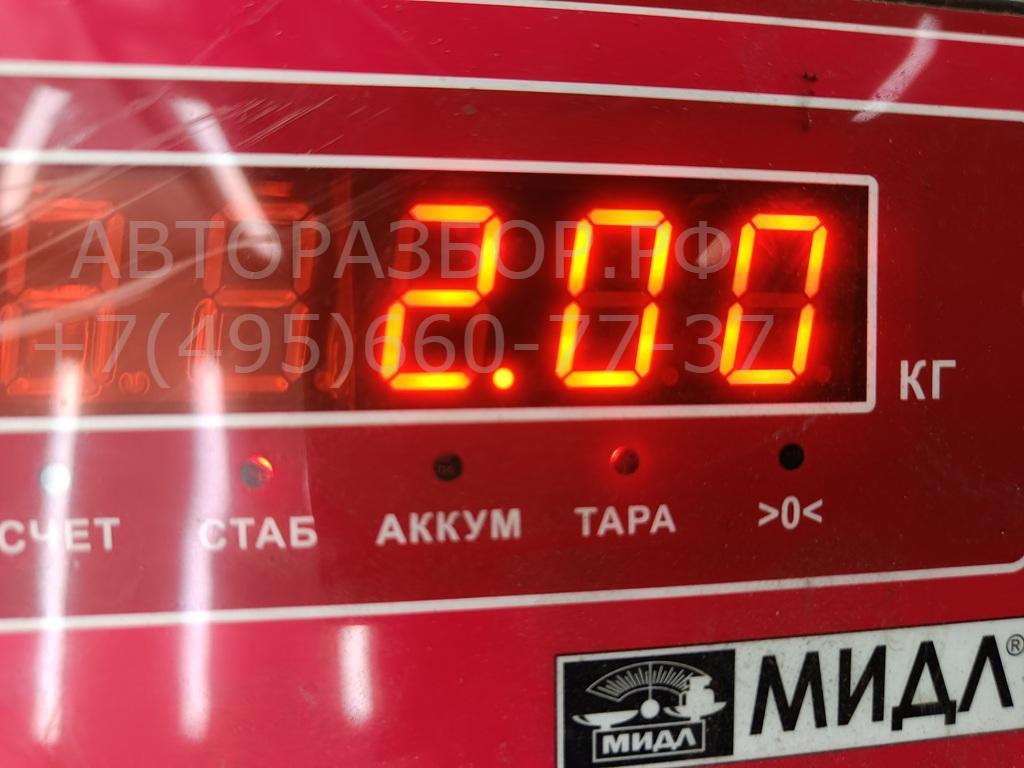 АВТОРАЗБОР.РФ
2.00
+7(495)660-77-37
КГ
СЧЕТ СТАБ АККУМ ТАРА >0<
МИДЛ МИДЛ®